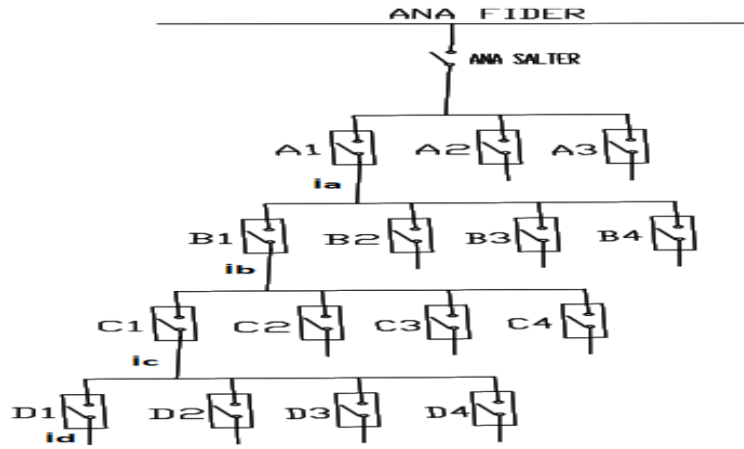 ANA FIDER
ANA SALTER
A1 A2 A3
ia
B1 B2 B3 B4
ib
C1 C2 C3 C4
ic
D1 D2 D3 D4
id